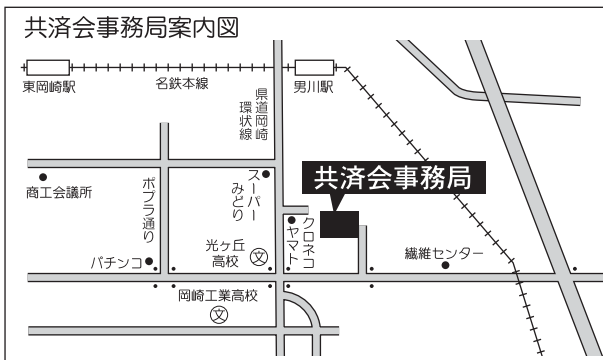 共済会事務局案内図
東岡崎駅
名鉄本線
男川駅
県道岡崎
環状線
商工会議所
ポプラ通り
スーパー
みどり
共済会事務局
クロネコ
ヤマト
光ヶ丘
高校
文
パチンコ
繊維センター
岡崎工業高校
文